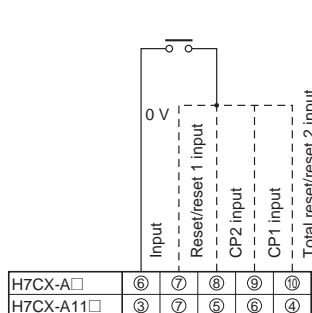 0 V
Input
Reset/reset 1 input
CP2 input
CP1 input
Total reset/reset 2 input
H7CX-A□ ⑥ ⑦ ⑧ ⑨ ⑩
H7CX-A11□ ③ ⑦ ⑤ ⑥ ④